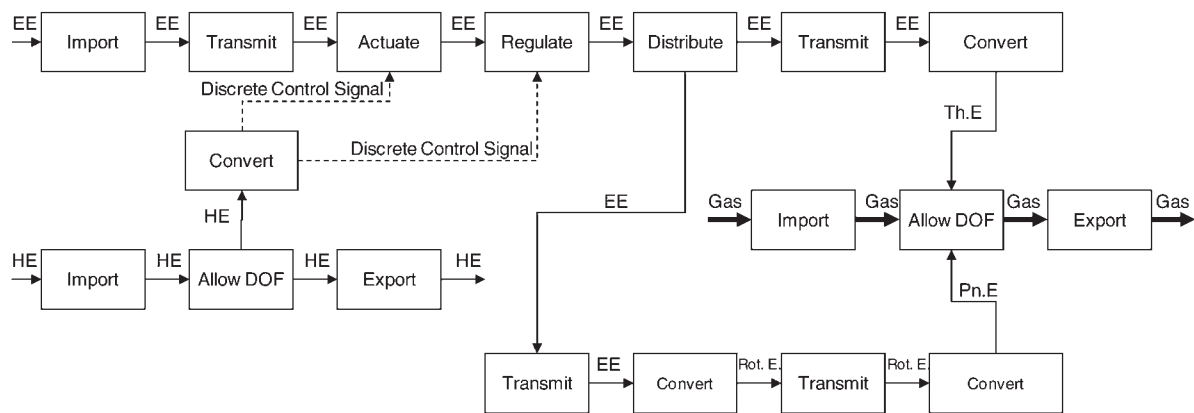 EE EE EE EE EE EE EE
Import Transmit Actuate Regulate Distribute Transmit Convert
Discrete Control Signal
Th.E
Convert
Discrete Control Signal
HE
EE
Gas Gas Gas Gas
Import Allow DOF Export
HE HE HE HE
Import Allow DOF Export
Pn.E
EE Rot. E. Rot. E.
Transmit Convert Transmit Convert